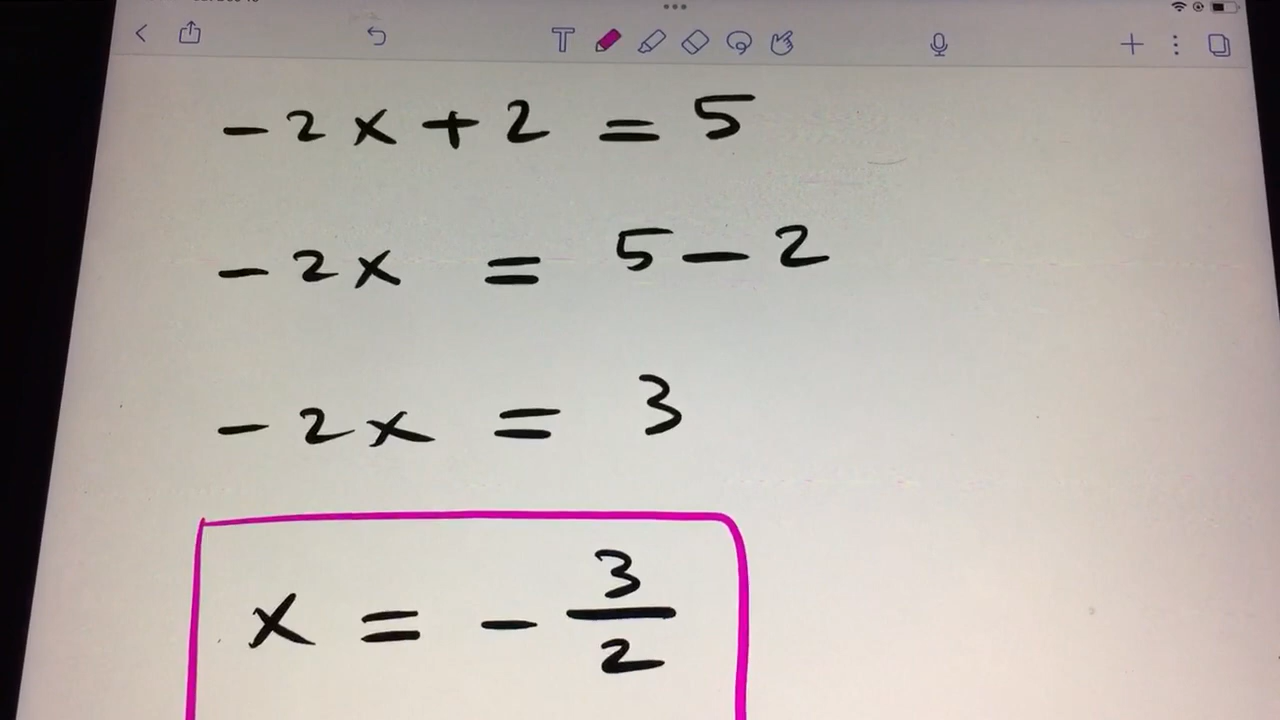 -2x + 2 = 5
-2x = 5 - 2
-2x = 3
x = - 3/2